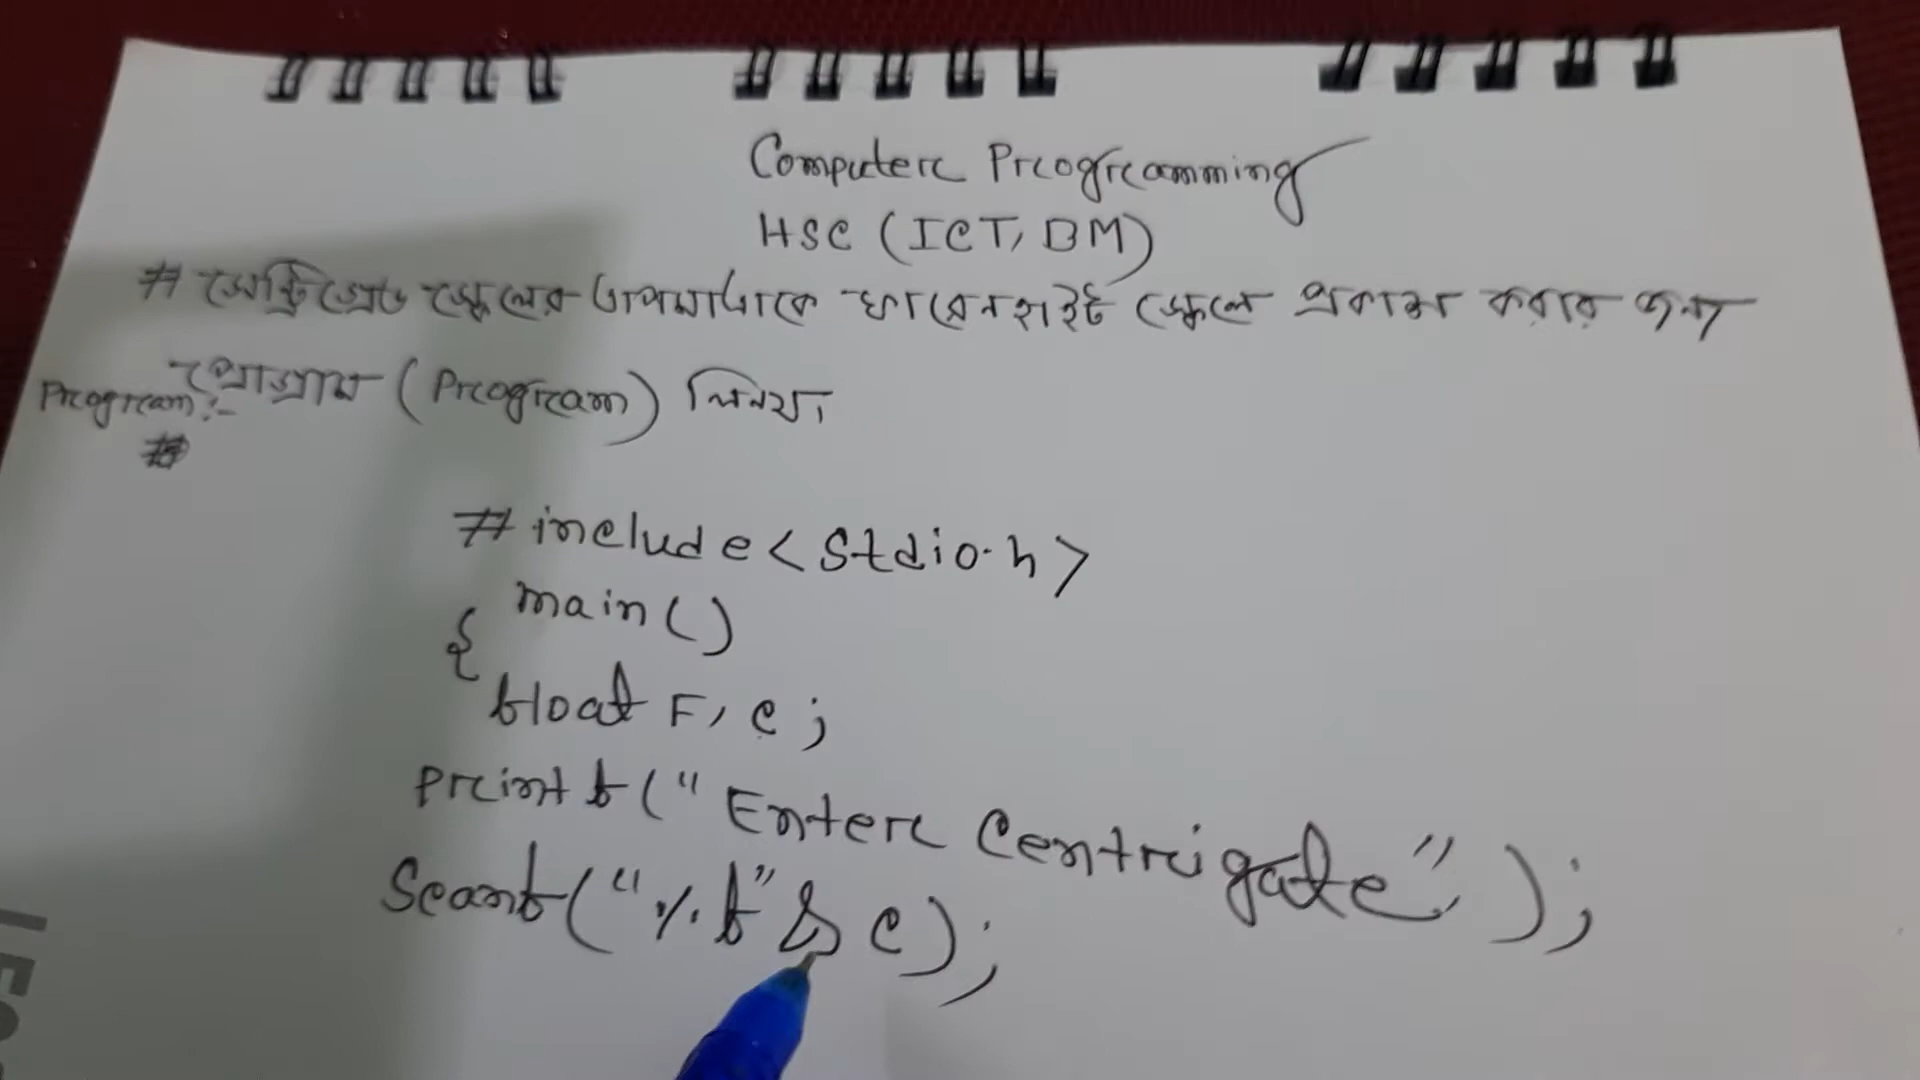 Computer Programming
HSC (ICT, BM)
# সেন্ট্রিগ্রেড স্কেলের তাপমাত্রাকে ফারেনহাইট স্কেলে প্রকাশ করার জন্য
প্রোগ্রাম (Program) লিখ।
Program:-
#include<stdio.h>
main()
{
float F, c;
printf("Enter Centrigate");
Scanf("%f"&c);